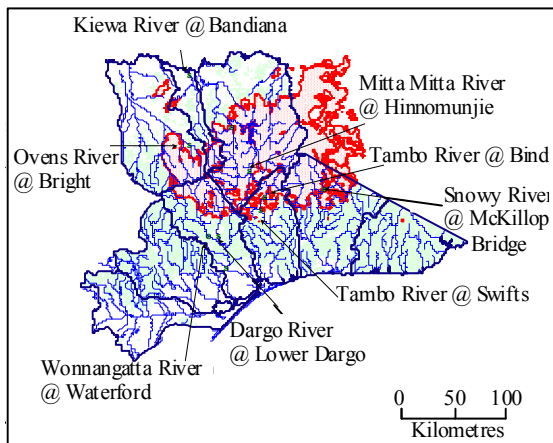 Kiewa River @ Bandiana
Mitta Mitta River
@ Hinnomunjie
Ovens River
@ Bright
Tambo River @ Bind
Snowy River
@ McKillop
Bridge
Tambo River @ Swifts
Dargo River
@ Lower Dargo
Wonnangatta River
@ Waterford
0 50 100
Kilometres